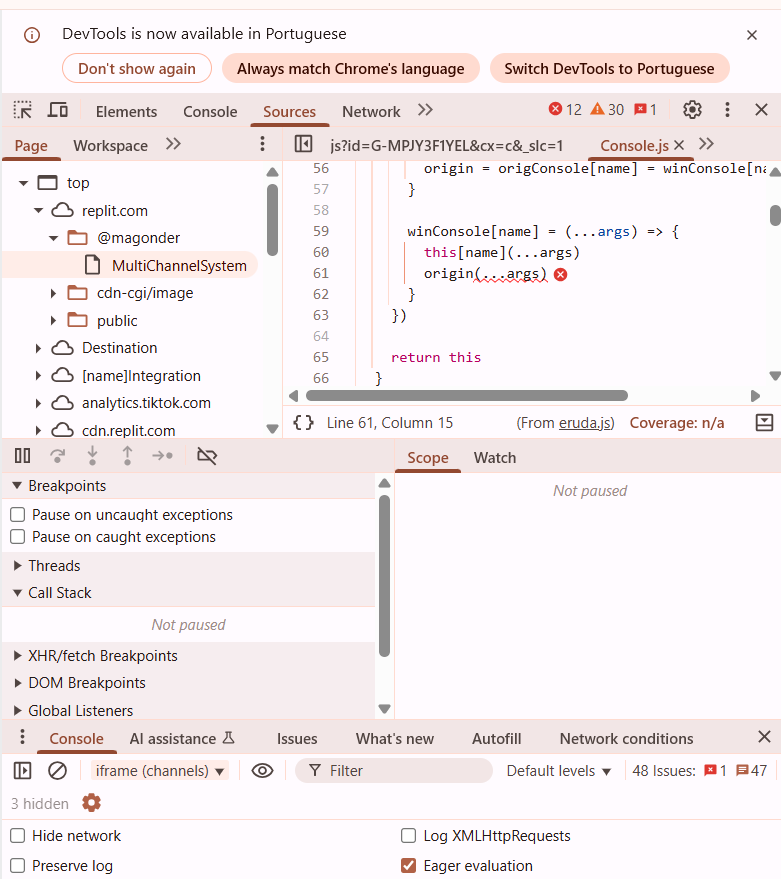 DevTools is now available in Portuguese
Don't show again Always match Chrome's language Switch DevTools to Portuguese
Elements Console Sources Network 12 30 1
Page Workspace js?id=G-MPJY3F1YEL&cx=c&_slc=1 Console.js
top
replit.com
@magonder
MultiChannelSystem
cdn-cgi/image
public
Destination
[name]Integration
analytics.tiktok.com
cdn.replit.com
56 origin = origConsole[name] = winConsole[na
57 }
58
59 winConsole[name] = (...args) => {
60 this[name](...args)
61 origin(...args)
62 }
63 })
64
65 return this
66 }
{} Line 61, Column 15 (From eruda.js) Coverage: n/a
Scope Watch
Breakpoints Not paused
Pause on uncaught exceptions
Pause on caught exceptions
Threads
Call Stack
Not paused
XHR/fetch Breakpoints
DOM Breakpoints
Global Listeners
Console AI assistance Issues What's new Autofill Network conditions
iframe (channels) Filter Default levels 48 Issues: 1 47
3 hidden
Hide network Log XMLHttpRequests
Preserve log Eager evaluation